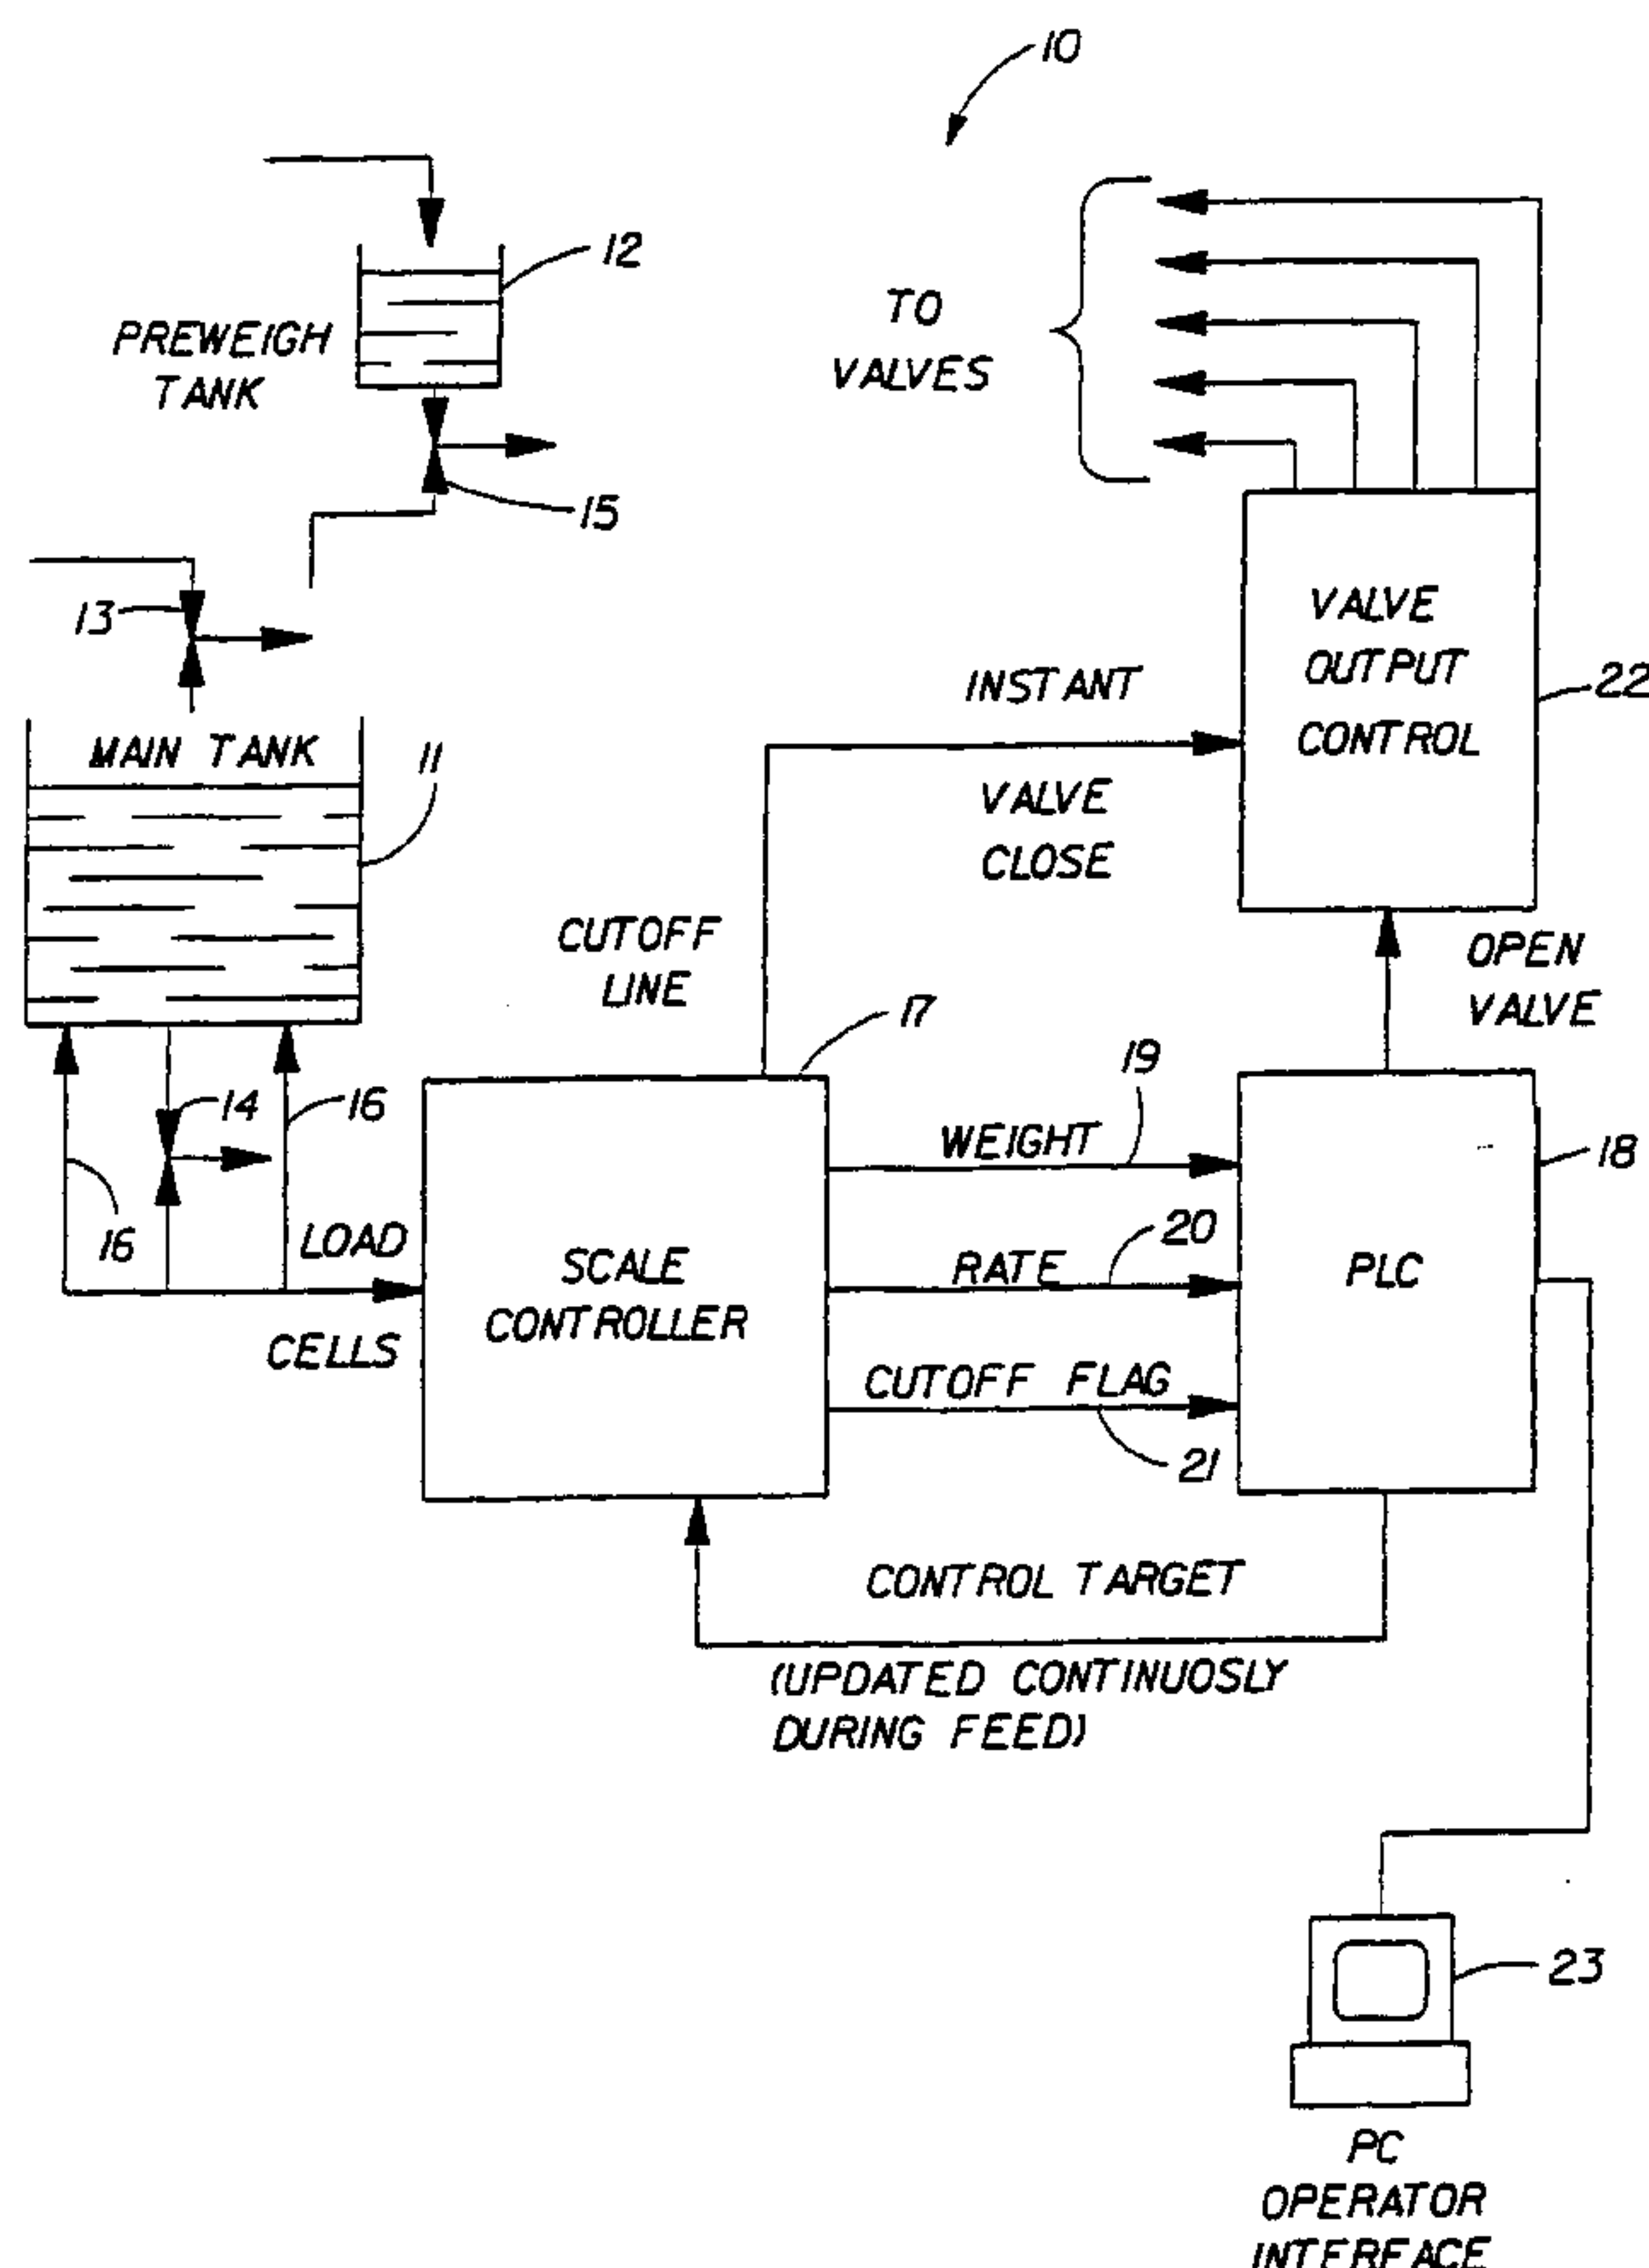 10
12
PREWEIGH
TANK
TO
VALVES
15
13
VALVE
OUTPUT
CONTROL
22
INSTANT
VALVE
CLOSE
MAIN TANK
11
CUTOFF
LINE
OPEN
VALVE
17
14
16
16
LOAD
CELLS
SCALE
CONTROLLER
WEIGHT
19
RATE
20
CUTOFF FLAG
21
PLC
18
CONTROL TARGET
(UPDATED CONTINUOSLY
DURING FEED)
23
PC
OPERATOR
INTERFACE